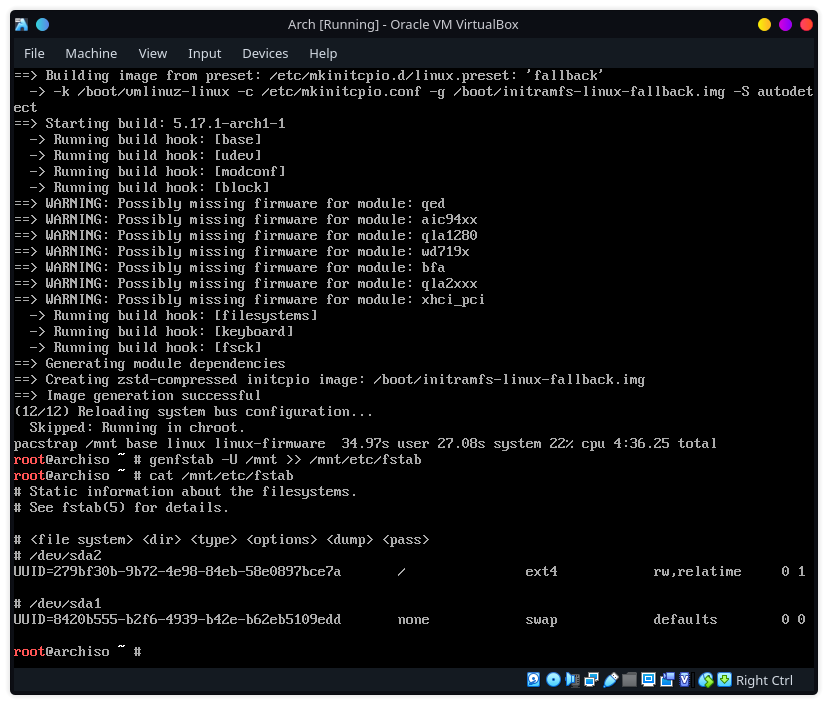 Arch [Running] - Oracle VM VirtualBox
File Machine View Input Devices Help
==> Building image from preset: /etc/mkinitcpio.d/linux.preset: 'fallback'
  -> -k /boot/vmlinuz-linux -c /etc/mkinitcpio.conf -g /boot/initramfs-linux-fallback.img -S autodet
ect
==> Starting build: 5.17.1-arch1-1
  -> Running build hook: [base]
  -> Running build hook: [udev]
  -> Running build hook: [modconf]
  -> Running build hook: [block]
==> WARNING: Possibly missing firmware for module: qed
==> WARNING: Possibly missing firmware for module: aic94xx
==> WARNING: Possibly missing firmware for module: qla1280
==> WARNING: Possibly missing firmware for module: wd719x
==> WARNING: Possibly missing firmware for module: bfa
==> WARNING: Possibly missing firmware for module: qla2xxx
==> WARNING: Possibly missing firmware for module: xhci_pci
  -> Running build hook: [filesystems]
  -> Running build hook: [keyboard]
  -> Running build hook: [fsck]
==> Generating module dependencies
==> Creating zstd-compressed initcpio image: /boot/initramfs-linux-fallback.img
==> Image generation successful
(12/12) Reloading system bus configuration...
  Skipped: Running in chroot.
pacstrap /mnt base linux linux-firmware  34.97s user 27.08s system 22% cpu 4:36.25 total
root@archiso ~ # genfstab -U /mnt >> /mnt/etc/fstab
root@archiso ~ # cat /mnt/etc/fstab
# Static information about the filesystems.
# See fstab(5) for details.
# <file system> <dir> <type> <options> <dump> <pass>
# /dev/sda2
UUID=279bf30b-9b72-4e98-84eb-58e0897bce7a       /               ext4            rw,relatime     0 1
# /dev/sda1
UUID=8420b555-b2f6-4939-b42e-b62eb5109edd       none            swap            defaults        0 0
root@archiso ~ #
Right Ctrl